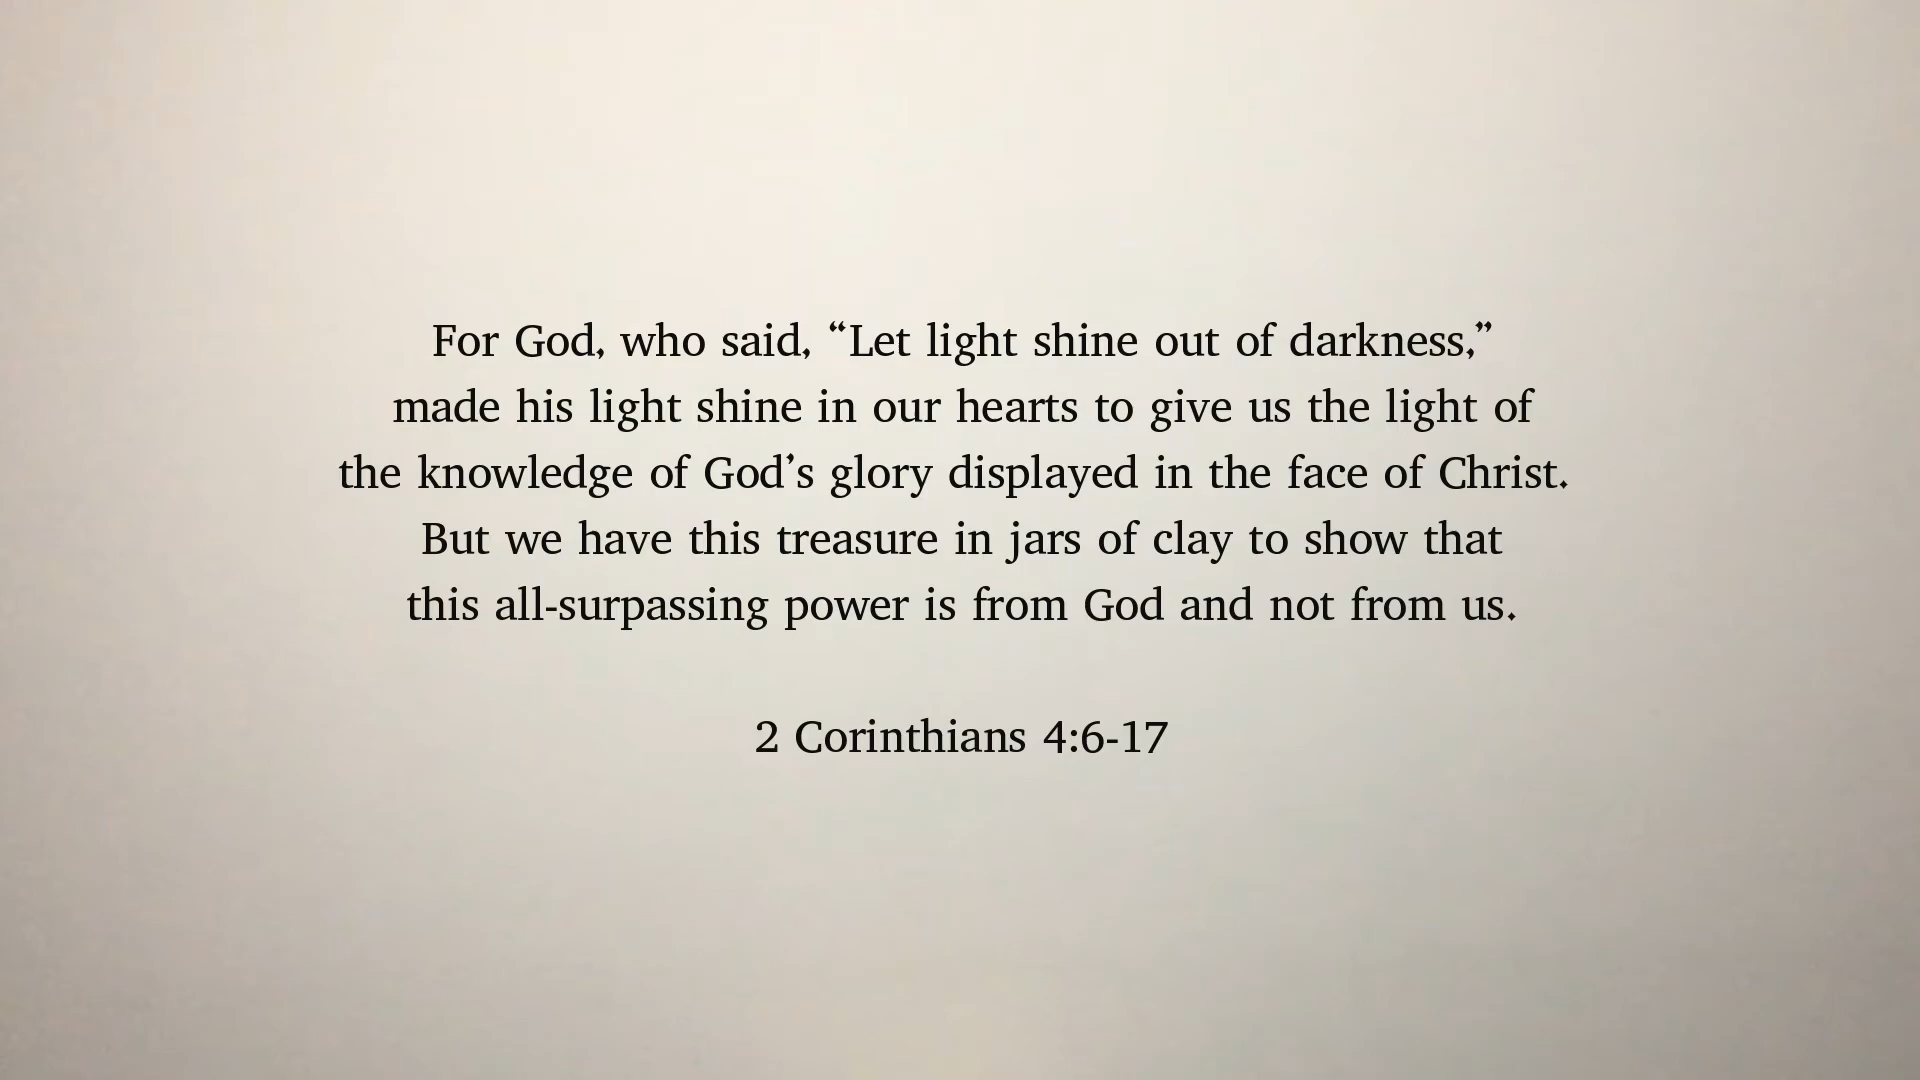 For God, who said, “Let light shine out of darkness,”
made his light shine in our hearts to give us the light of
the knowledge of God’s glory displayed in the face of Christ.
But we have this treasure in jars of clay to show that
this all-surpassing power is from God and not from us.
2 Corinthians 4:6-17